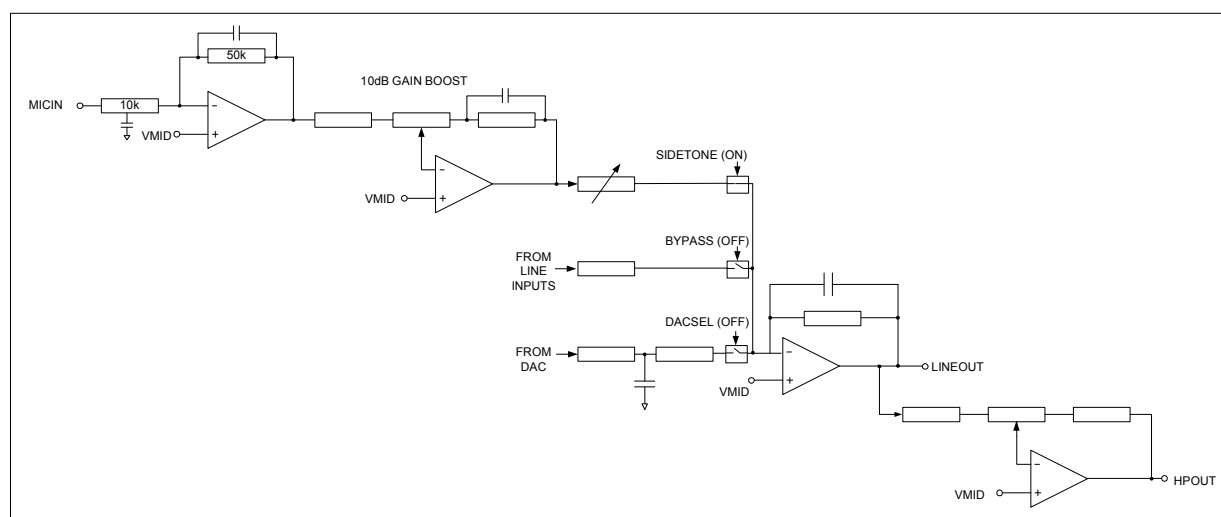 50k
10dB GAIN BOOST
MICIN
10k
−
VMID
+
SIDETONE (ON)
−
VMID
+
BYPASS (OFF)
FROM
LINE
INPUTS
DACSEL (OFF)
FROM
DAC
−
VMID
+
LINEOUT
−
VMID
+
HPOUT